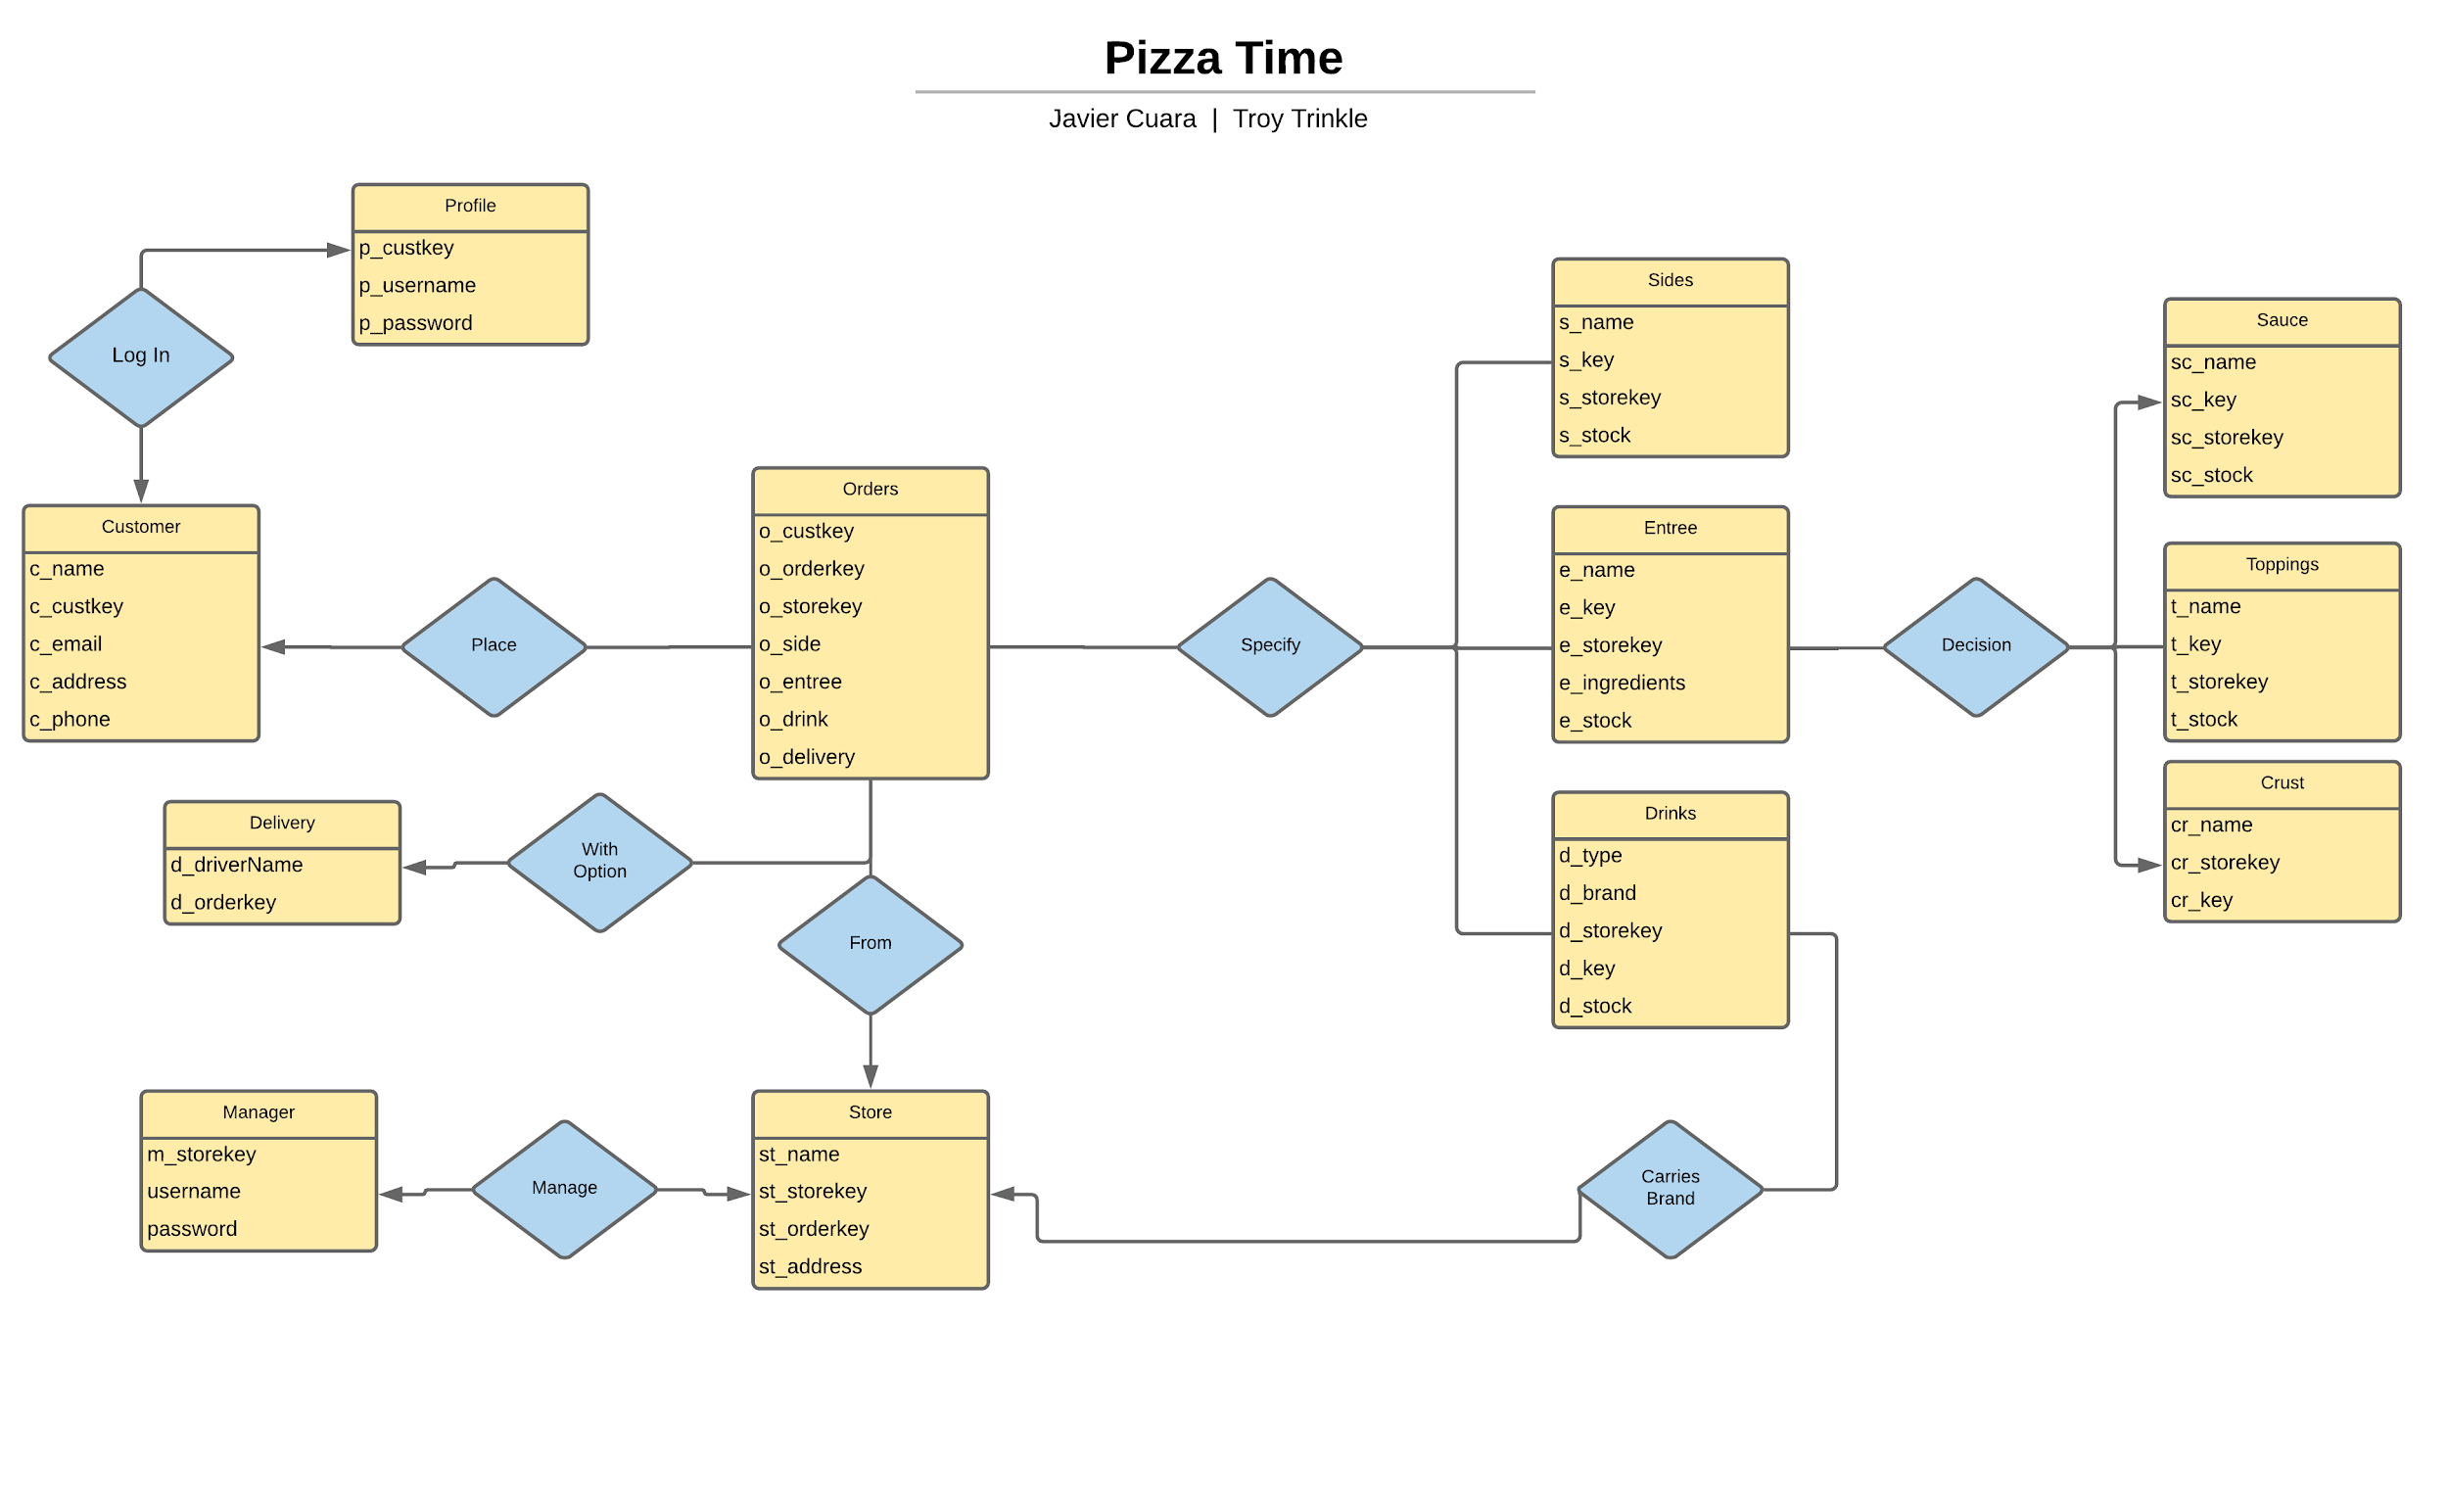 Pizza Time
Javier Cuara | Troy Trinkle
Profile
p_custkey
p_username
p_password
Log In
Customer
c_name
c_custkey
c_email
c_address
c_phone
Place
Orders
o_custkey
o_orderkey
o_storekey
o_side
o_entree
o_drink
o_delivery
Specify
Sides
s_name
s_key
s_storekey
s_stock
Entree
e_name
e_key
e_storekey
e_ingredients
e_stock
Drinks
d_type
d_brand
d_storekey
d_key
d_stock
Decision
Sauce
sc_name
sc_key
sc_storekey
sc_stock
Toppings
t_name
t_key
t_storekey
t_stock
Crust
cr_name
cr_storekey
cr_key
Delivery
d_driverName
d_orderkey
With
Option
From
Manager
m_storekey
username
password
Manage
Store
st_name
st_storekey
st_orderkey
st_address
Carries
Brand